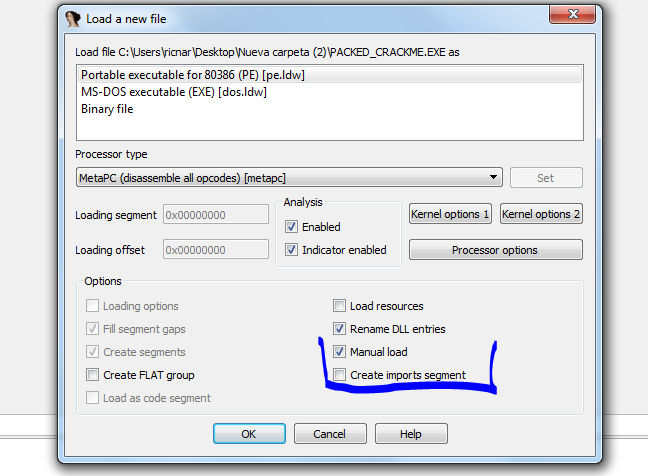 Load a new file
Load file C:\Users\ricnar\Desktop\Nueva carpeta (2)\PACKED_CRACKME.EXE as
Portable executable for 80386 (PE) [pe.ldw]
MS-DOS executable (EXE) [dos.ldw]
Binary file
Processor type
MetaPC (disassemble all opcodes) [metapc]
Set
Loading segment 0x00000000
Loading offset 0x00000000
Analysis
Enabled
Indicator enabled
Kernel options 1 Kernel options 2
Processor options
Options
Loading options
Fill segment gaps
Create segments
Create FLAT group
Load as code segment
Load resources
Rename DLL entries
Manual load
Create imports segment
OK Cancel Help